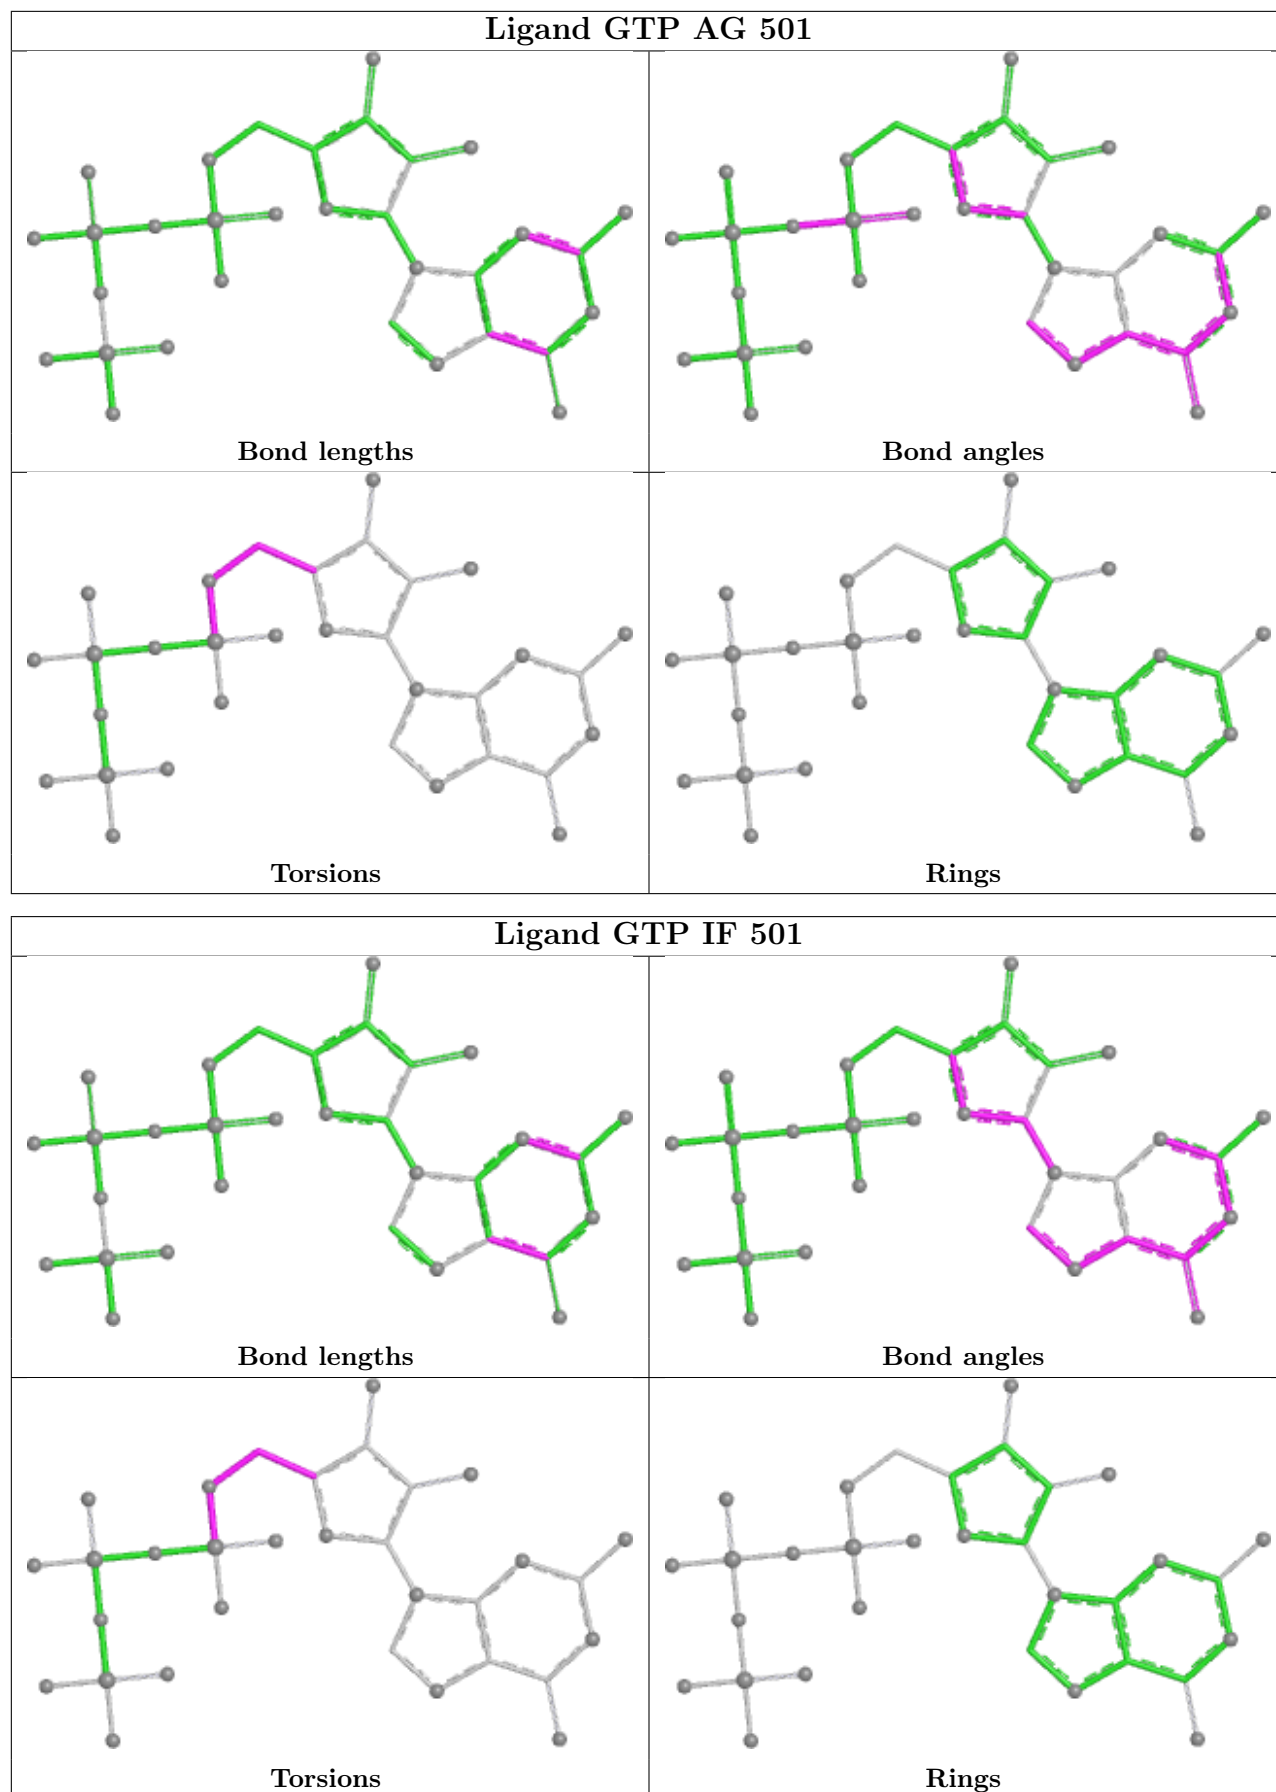 Ligand GTP AG 501
Bond lengths
Bond angles
Torsions
Rings
Ligand GTP IF 501
Bond lengths
Bond angles
Torsions
Rings